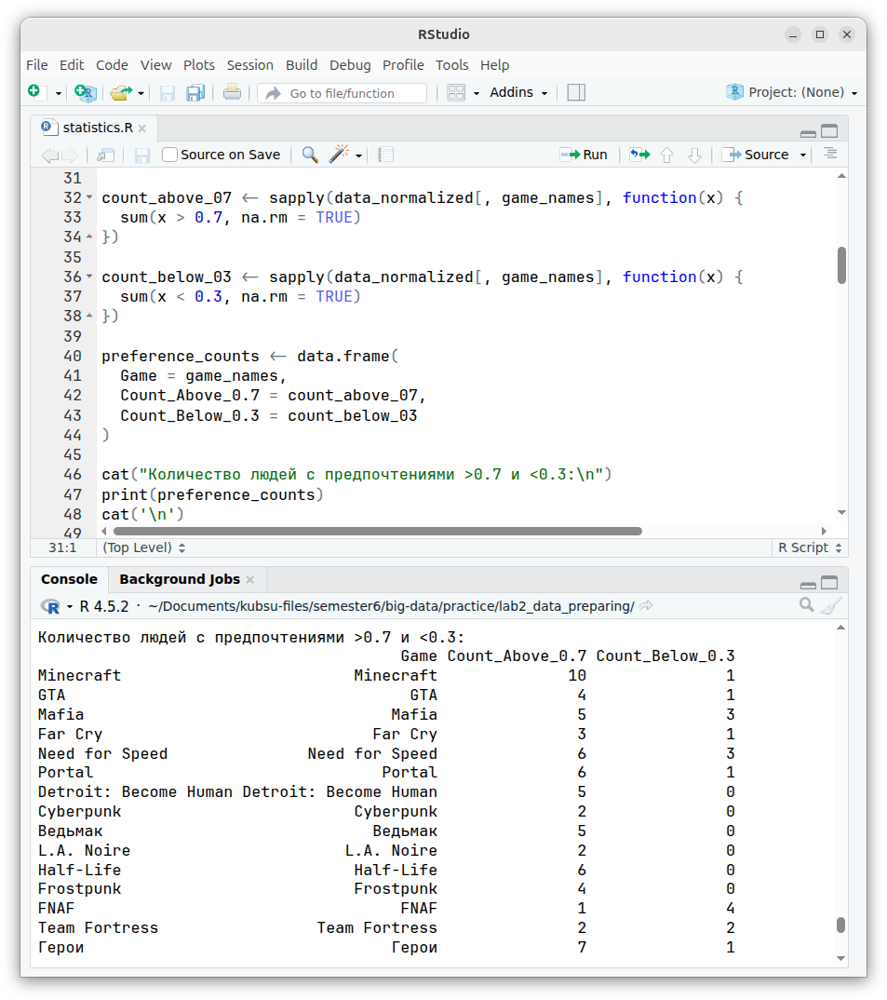 RStudio
File Edit Code View Plots Session Build Debug Profile Tools Help
Go to file/function Addins Project: (None)
statistics.R
Source on Save Run Source
31
32 count_above_07 <- sapply(data_normalized[, game_names], function(x) {
33   sum(x > 0.7, na.rm = TRUE)
34 })
35
36 count_below_03 <- sapply(data_normalized[, game_names], function(x) {
37   sum(x < 0.3, na.rm = TRUE)
38 })
39
40 preference_counts <- data.frame(
41   Game = game_names,
42   Count_Above_0.7 = count_above_07,
43   Count_Below_0.3 = count_below_03
44 )
45
46 cat("Количество людей с предпочтениями >0.7 и <0.3:\n")
47 print(preference_counts)
48 cat('\n')
49
31:1 (Top Level) R Script
Console Background Jobs
R 4.5.2 · ~/Documents/kubsu-files/semester6/big-data/practice/lab2_data_preparing/
Количество людей с предпочтениями >0.7 и <0.3:
Game Count_Above_0.7 Count_Below_0.3
Minecraft Minecraft 10 1
GTA GTA 4 1
Mafia Mafia 5 3
Far Cry Far Cry 3 1
Need for Speed Need for Speed 6 3
Portal Portal 6 1
Detroit: Become Human Detroit: Become Human 5 0
Cyberpunk Cyberpunk 2 0
Ведьмак Ведьмак 5 0
L.A. Noire L.A. Noire 2 0
Half-Life Half-Life 6 0
Frostpunk Frostpunk 4 0
FNAF FNAF 1 4
Team Fortress Team Fortress 2 2
Герои Герои 7 1